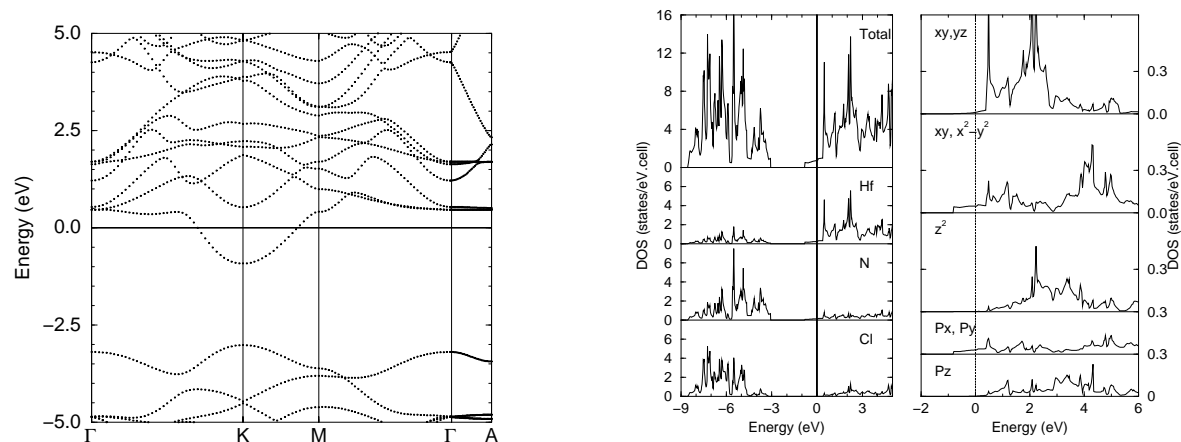 5.0
2.5
0.0
−2.5
−5.0
Energy (eV)
Γ K M Γ A
16
12
8
4
0
Total
6
4
2
0
Hf
6
4
2
0
N
6
4
2
0
Cl
−9 −6 −3 0 3
Energy (eV)
DOS (states/eV.cell)
xy,yz
0.3
0.0
xy, x²−y²
0.3
0.0
z²
0.3
0.3
Px, Py
0.3
Pz
0
−2 0 2 4 6
Energy (eV)
DOS (states/eV.cell)